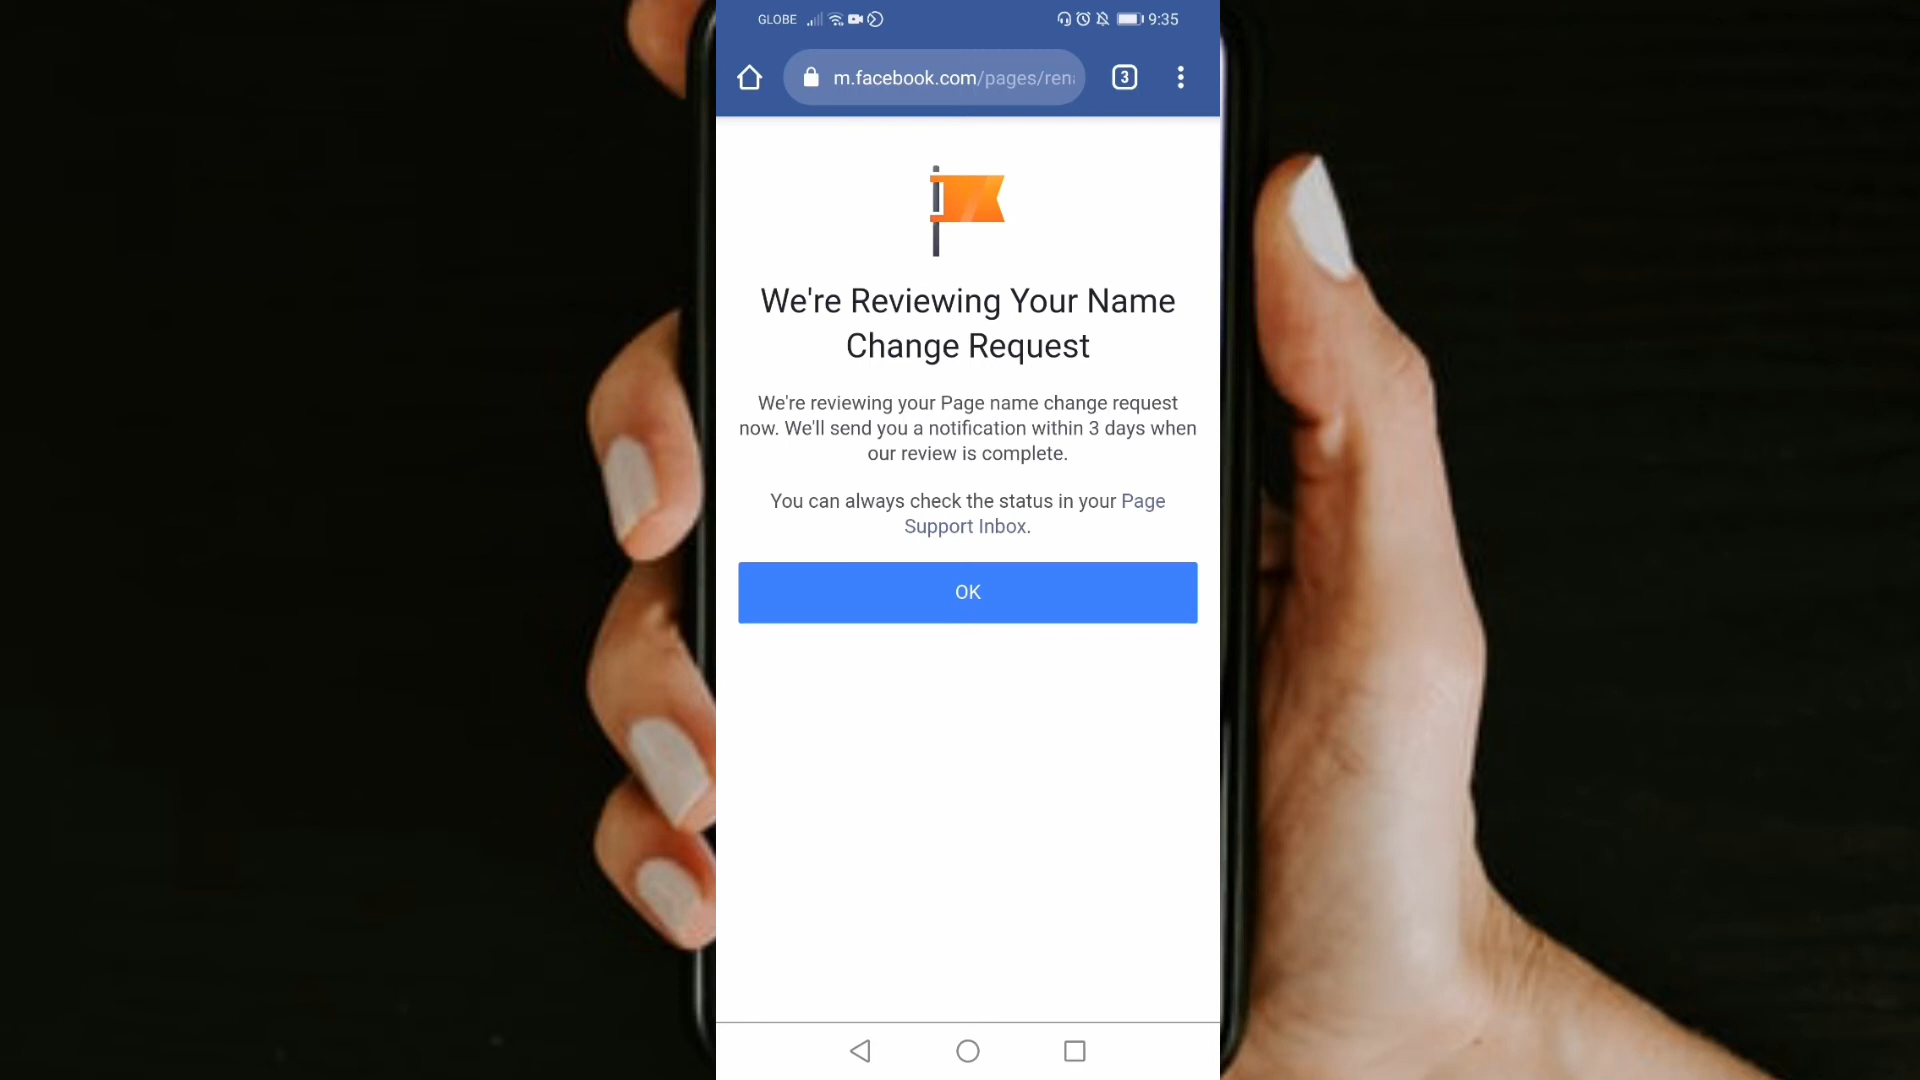 GLOBE 9:35
m.facebook.com/pages/ren
3
We're Reviewing Your Name
Change Request
We're reviewing your Page name change request
now. We'll send you a notification within 3 days when
our review is complete.
You can always check the status in your Page
Support Inbox.
OK